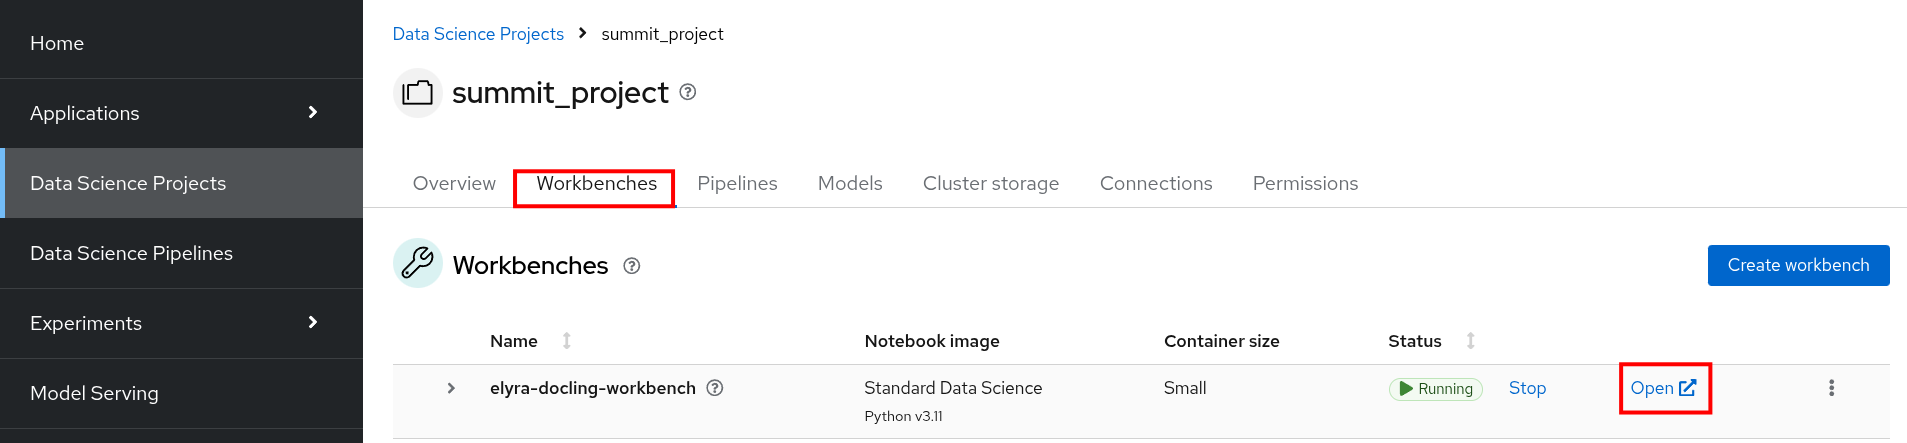 Home
Applications
Data Science Projects
Data Science Pipelines
Experiments
Model Serving
Data Science Projects > summit_project
summit_project
Overview Workbenches Pipelines Models Cluster storage Connections Permissions
Workbenches
Create workbench
Name Notebook image Container size Status
elyra-docling-workbench Standard Data Science Small Running Stop Open
Python v3.11